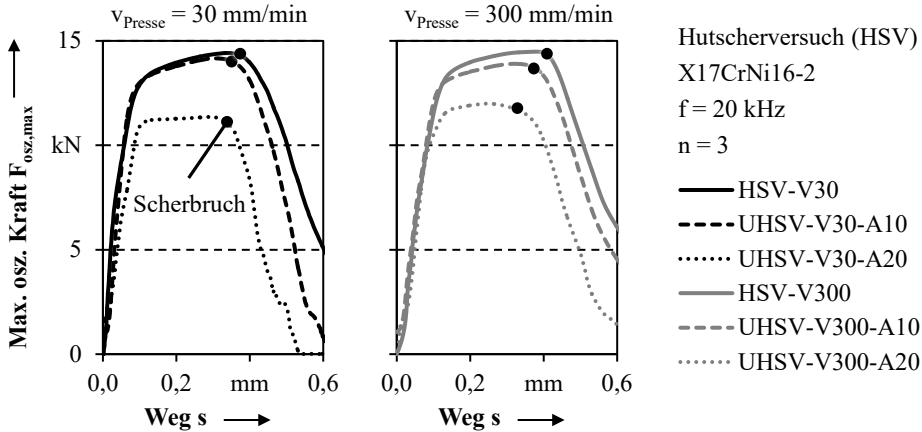 v_Presse = 30 mm/min
v_Presse = 300 mm/min
Max. osz. Kraft F_osz,max
15
kN
5
0
Scherbruch
0,0 0,2 mm 0,6
0,0 0,2 mm 0,6
Weg s
Weg s
Hutscherversuch (HSV)
X17CrNi16-2
f = 20 kHz
n = 3
HSV-V30
UHSV-V30-A10
UHSV-V30-A20
HSV-V300
UHSV-V300-A10
UHSV-V300-A20